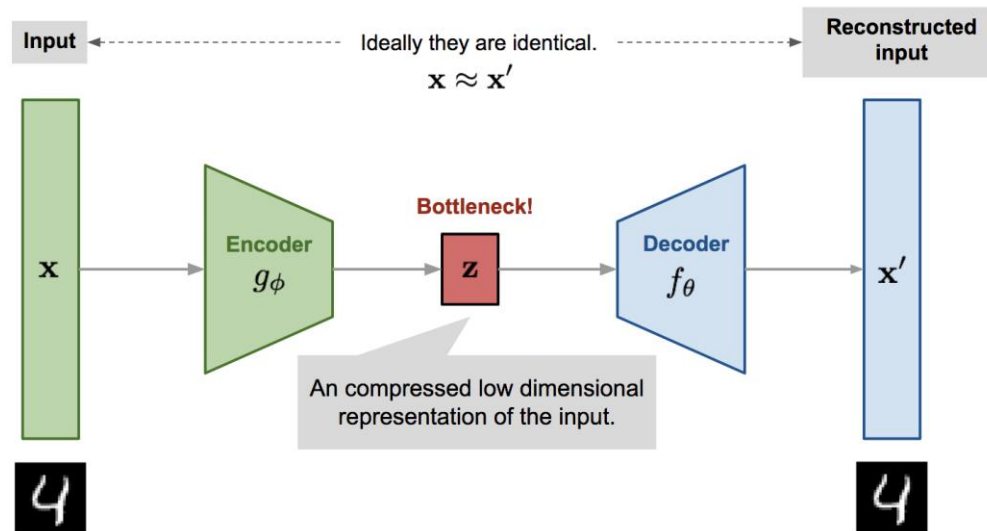 Input
Ideally they are identical.
x ≈ x′
Reconstructed
input
x
Encoder
gϕ
Bottleneck!
z
Decoder
fθ
x′
An compressed low dimensional
representation of the input.
4
4